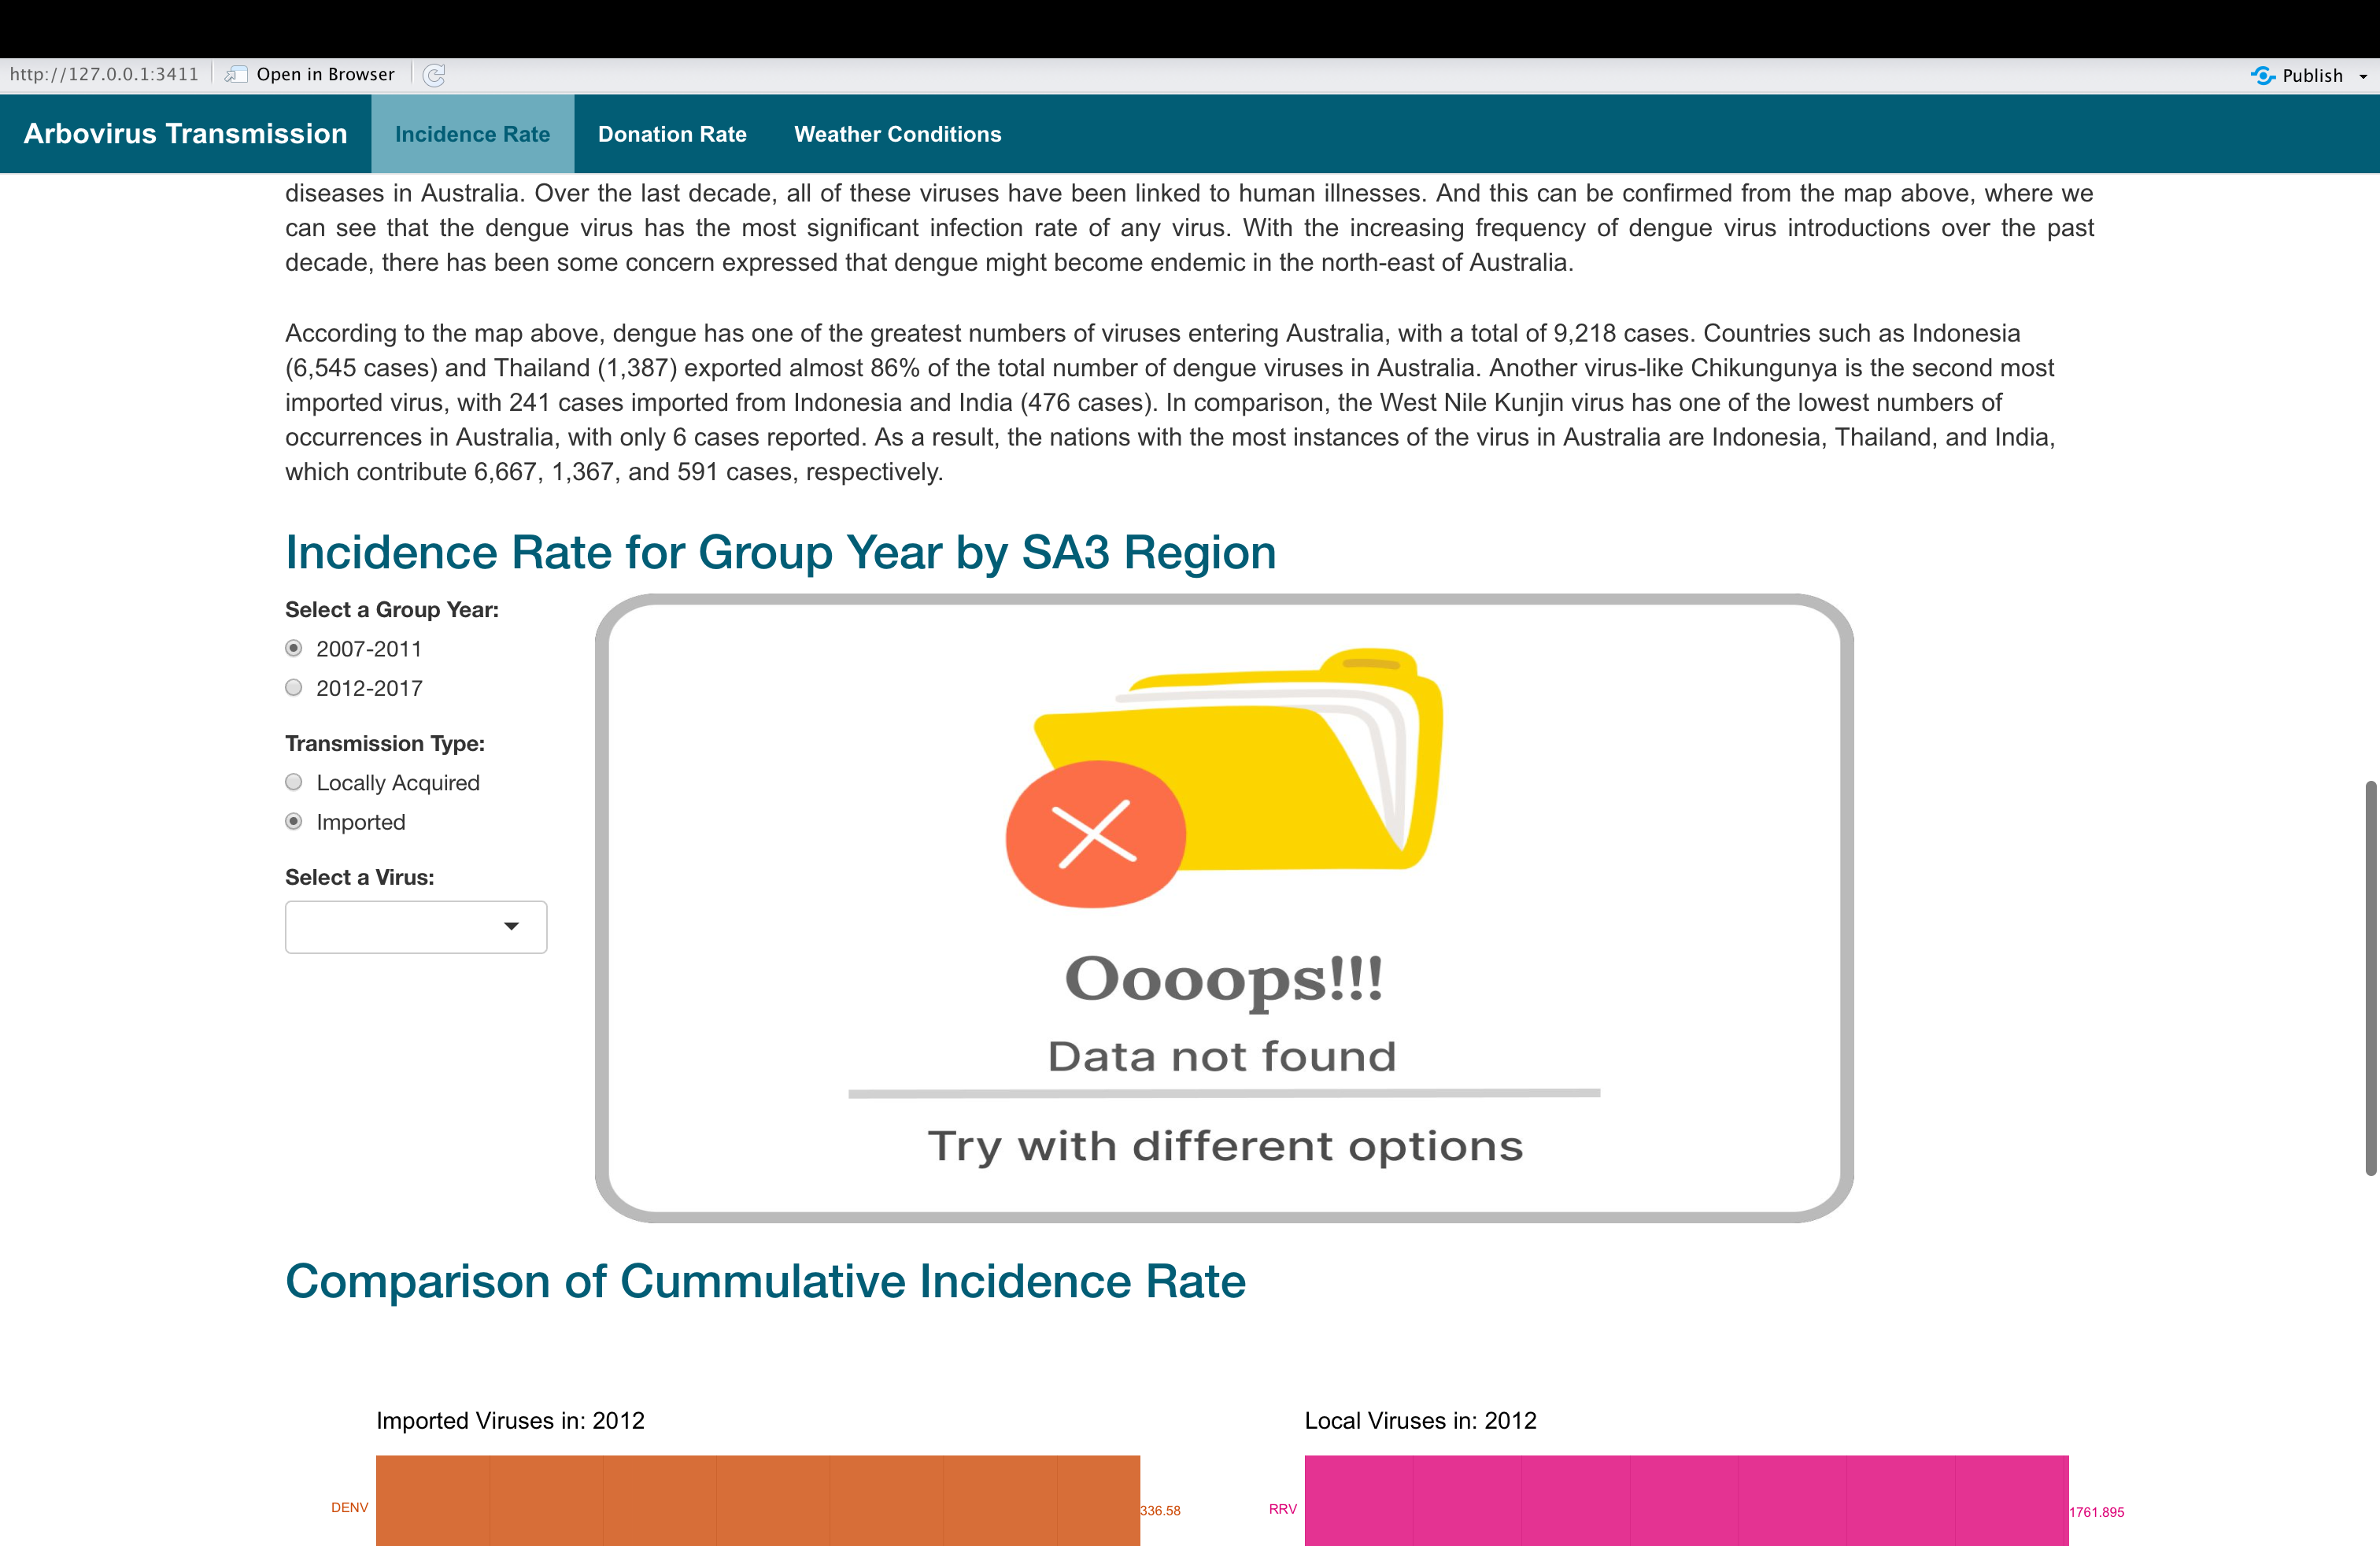 http://127.0.0.1:3411 Open in Browser Publish
Arbovirus Transmission Incidence Rate Donation Rate Weather Conditions
diseases in Australia. Over the last decade, all of these viruses have been linked to human illnesses. And this can be confirmed from the map above, where we
can see that the dengue virus has the most significant infection rate of any virus. With the increasing frequency of dengue virus introductions over the past
decade, there has been some concern expressed that dengue might become endemic in the north-east of Australia.
According to the map above, dengue has one of the greatest numbers of viruses entering Australia, with a total of 9,218 cases. Countries such as Indonesia
(6,545 cases) and Thailand (1,387) exported almost 86% of the total number of dengue viruses in Australia. Another virus-like Chikungunya is the second most
imported virus, with 241 cases imported from Indonesia and India (476 cases). In comparison, the West Nile Kunjin virus has one of the lowest numbers of
occurrences in Australia, with only 6 cases reported. As a result, the nations with the most instances of the virus in Australia are Indonesia, Thailand, and India,
which contribute 6,667, 1,367, and 591 cases, respectively.
Incidence Rate for Group Year by SA3 Region
Select a Group Year:
2007-2011
2012-2017
Transmission Type:
Locally Acquired
Imported
Select a Virus:
Oooops!!!
Data not found
Try with different options
Comparison of Cummulative Incidence Rate
Imported Viruses in: 2012
DENV 336.58
Local Viruses in: 2012
RRV 1761.895